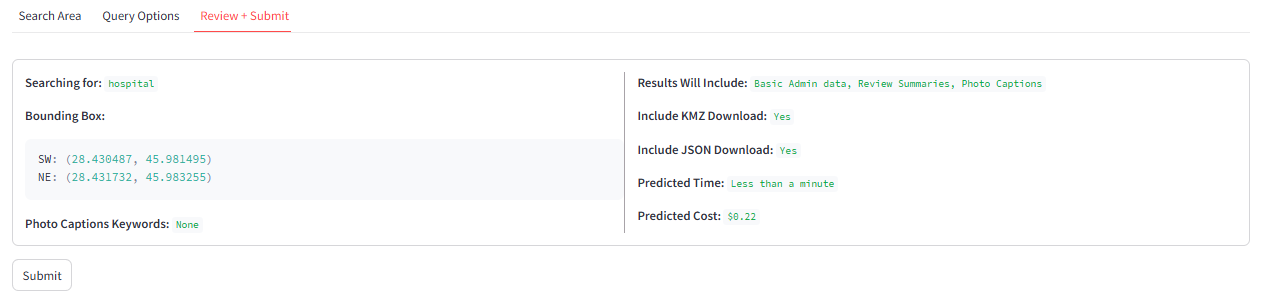 Search Area Query Options Review + Submit
Searching for: hospital
Bounding Box:
SW: (28.430487, 45.981495)
NE: (28.431732, 45.983255)
Photo Captions Keywords: None
Results Will Include: Basic Admin data, Review Summaries, Photo Captions
Include KMZ Download: Yes
Include JSON Download: Yes
Predicted Time: Less than a minute
Predicted Cost: $0.22
Submit